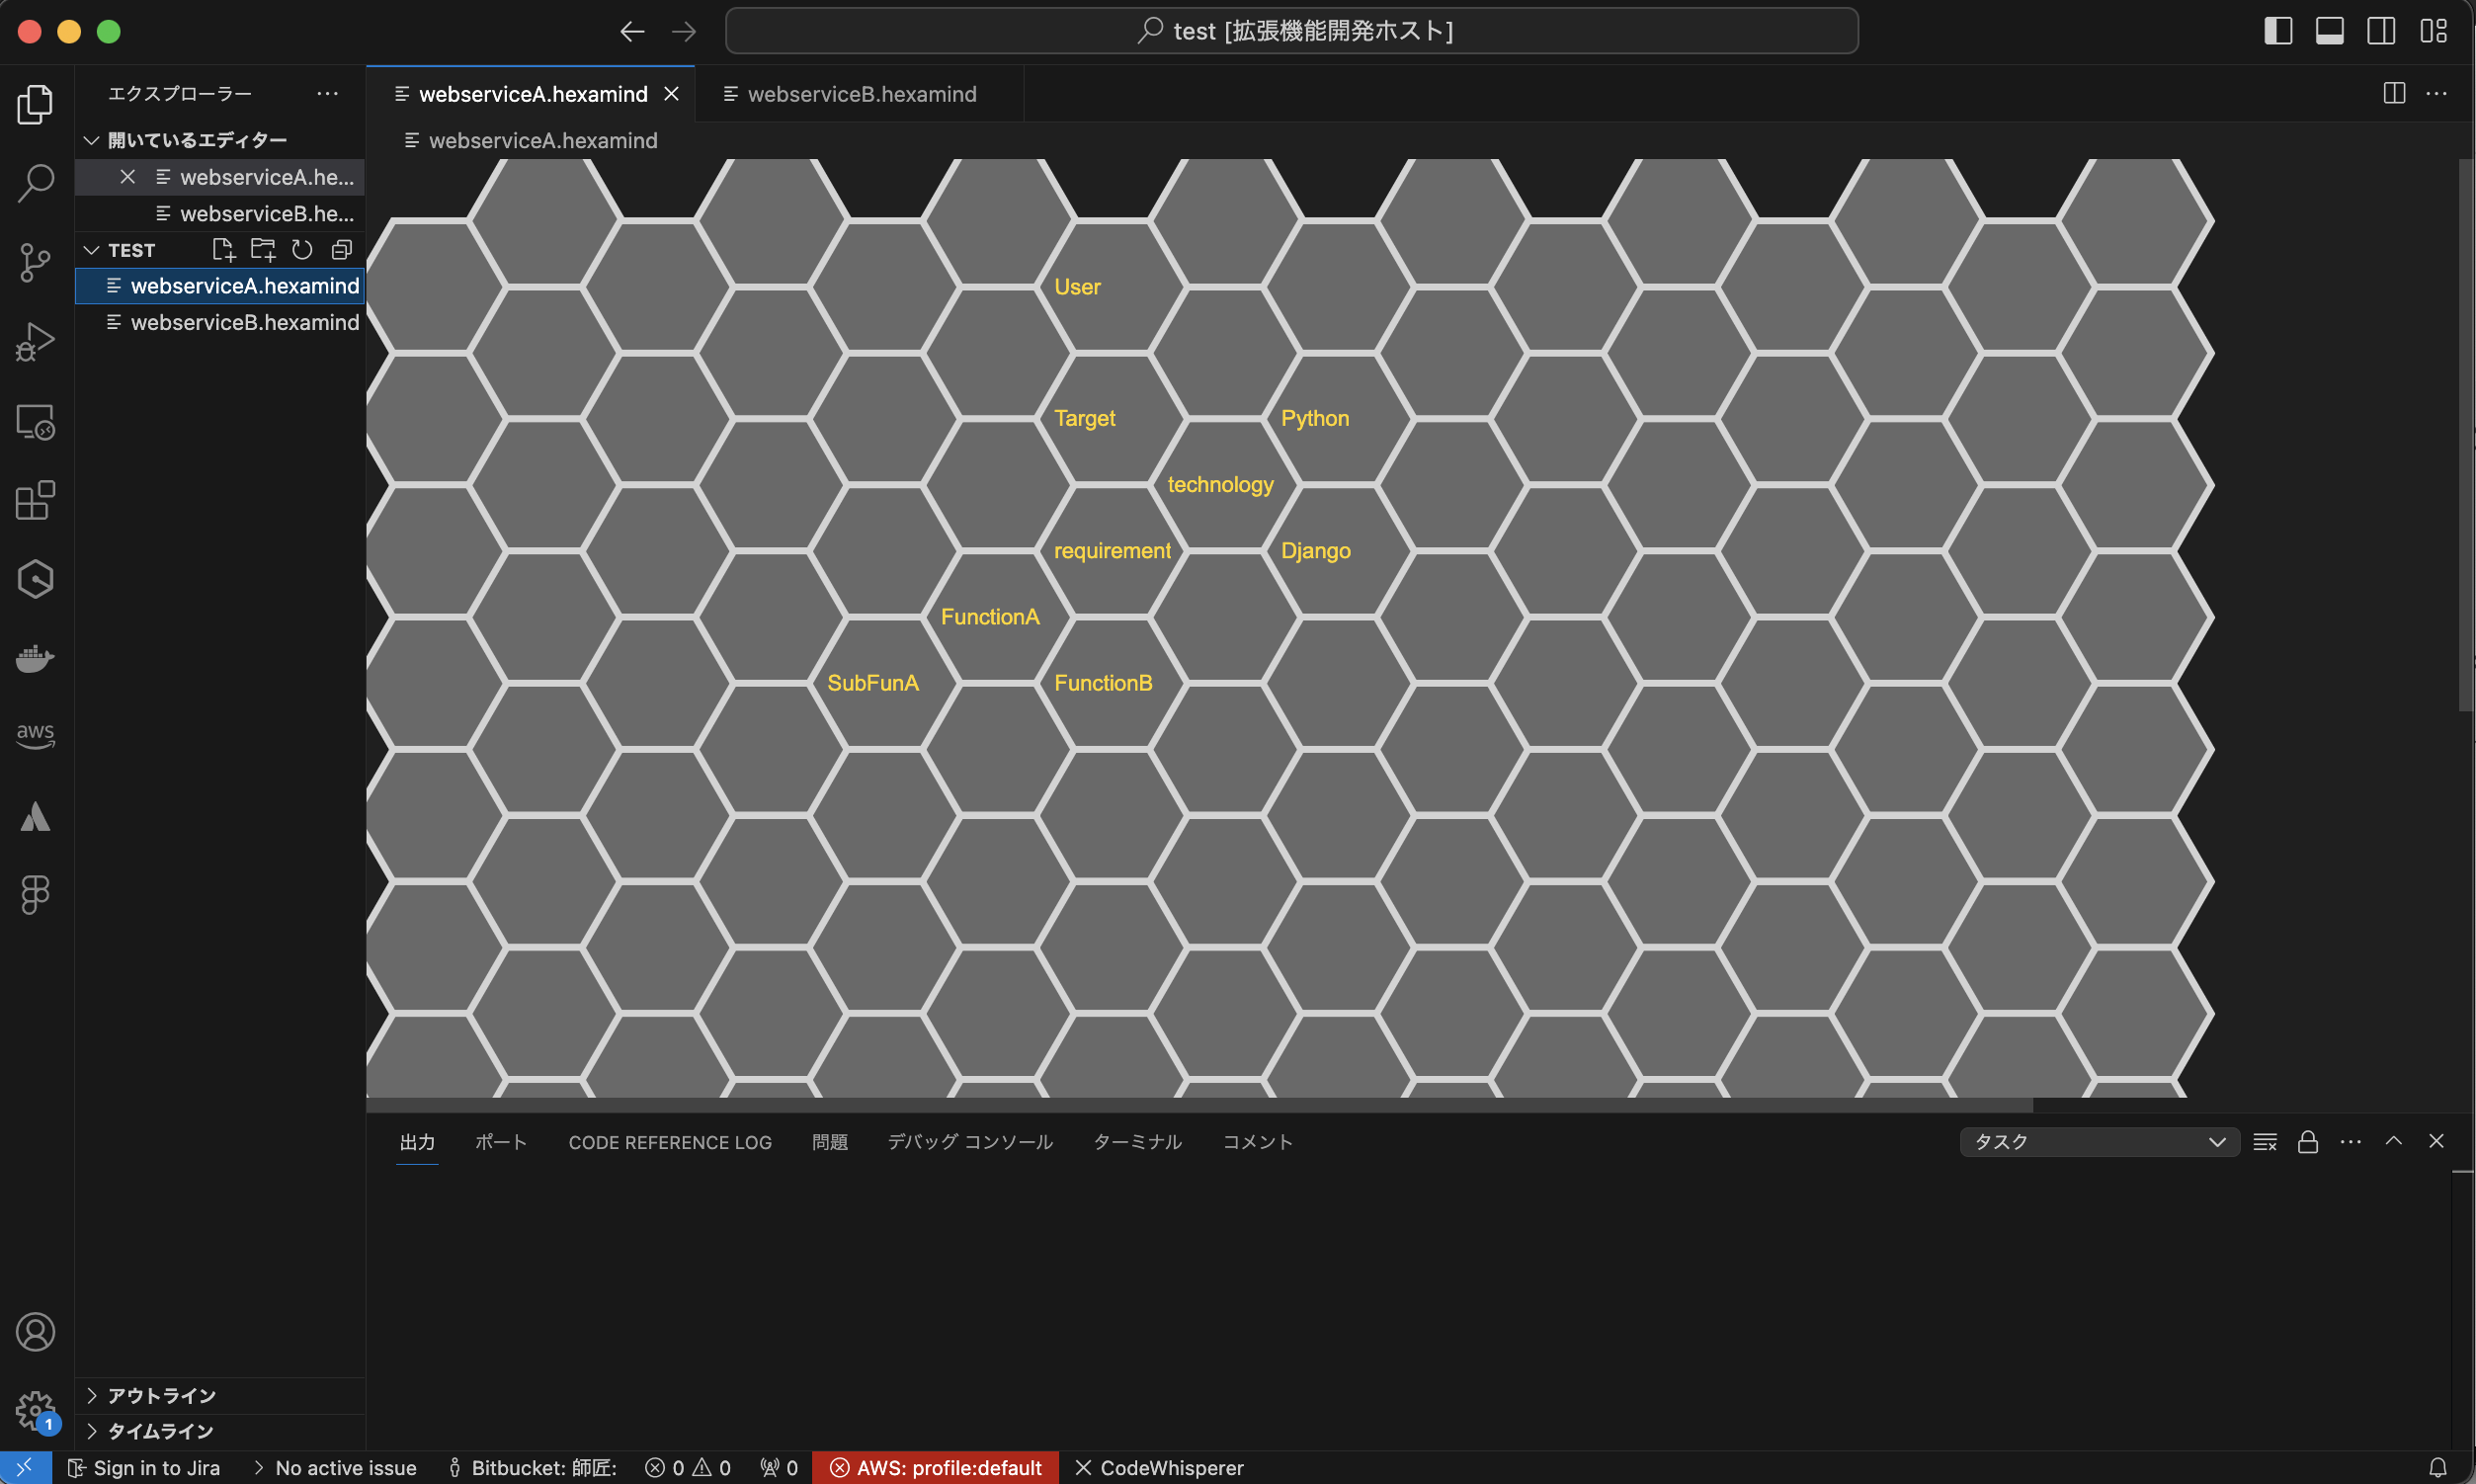 test [拡張機能開発ホスト]
エクスプローラー
webserviceA.hexamind
webserviceB.hexamind
開いているエディター
webserviceA.hexamind
webserviceA.he...
webserviceB.he...
TEST
webserviceA.hexamind
webserviceB.hexamind
User
Target
Python
technology
requirement
Django
FunctionA
SubFunA
FunctionB
aws
出力
ポート
CODE REFERENCE LOG
問題
デバッグ コンソール
ターミナル
コメント
タスク
アウトライン
1
タイムライン
Sign in to Jira
No active issue
Bitbucket: 師匠:
0
0
0
AWS: profile:default
CodeWhisperer